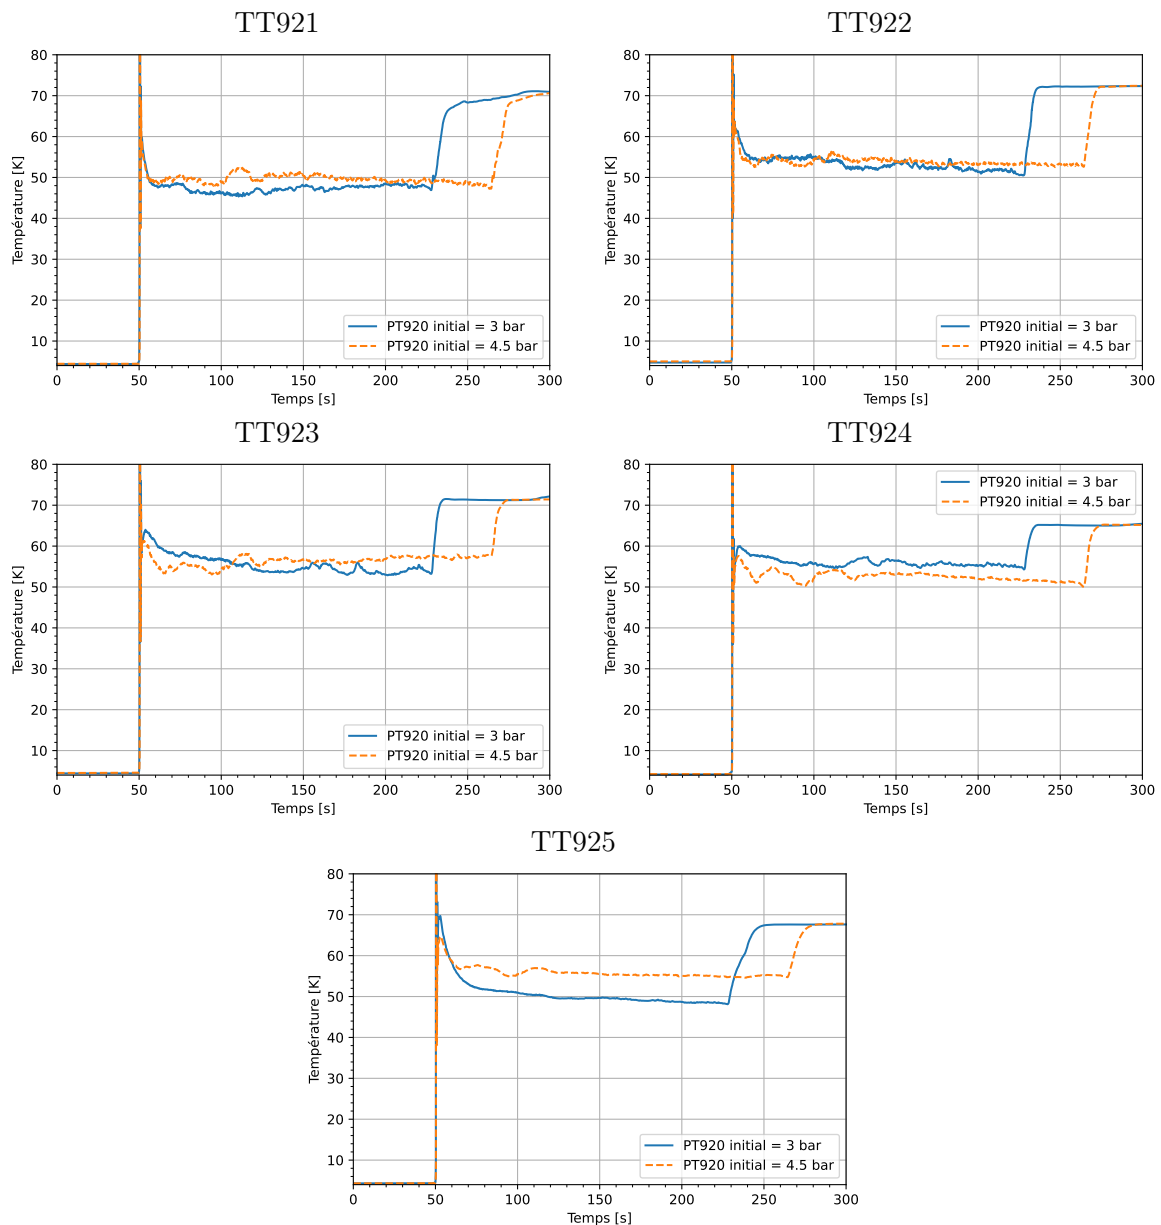 TT921
80
70
60
50
40
30
20
10
Température [K]
0 50 100 150 200 250 300
Temps [s]
PT920 initial = 3 bar
PT920 initial = 4.5 bar
TT922
80
70
60
50
40
30
20
10
Température [K]
0 50 100 150 200 250 300
Temps [s]
PT920 initial = 3 bar
PT920 initial = 4.5 bar
TT923
80
70
60
50
40
30
20
10
Température [K]
0 50 100 150 200 250 300
Temps [s]
PT920 initial = 3 bar
PT920 initial = 4.5 bar
TT924
80
70
60
50
40
30
20
10
Température [K]
0 50 100 150 200 250 300
Temps [s]
PT920 initial = 3 bar
PT920 initial = 4.5 bar
TT925
80
70
60
50
40
30
20
10
Température [K]
0 50 100 150 200 250 300
Temps [s]
PT920 initial = 3 bar
PT920 initial = 4.5 bar